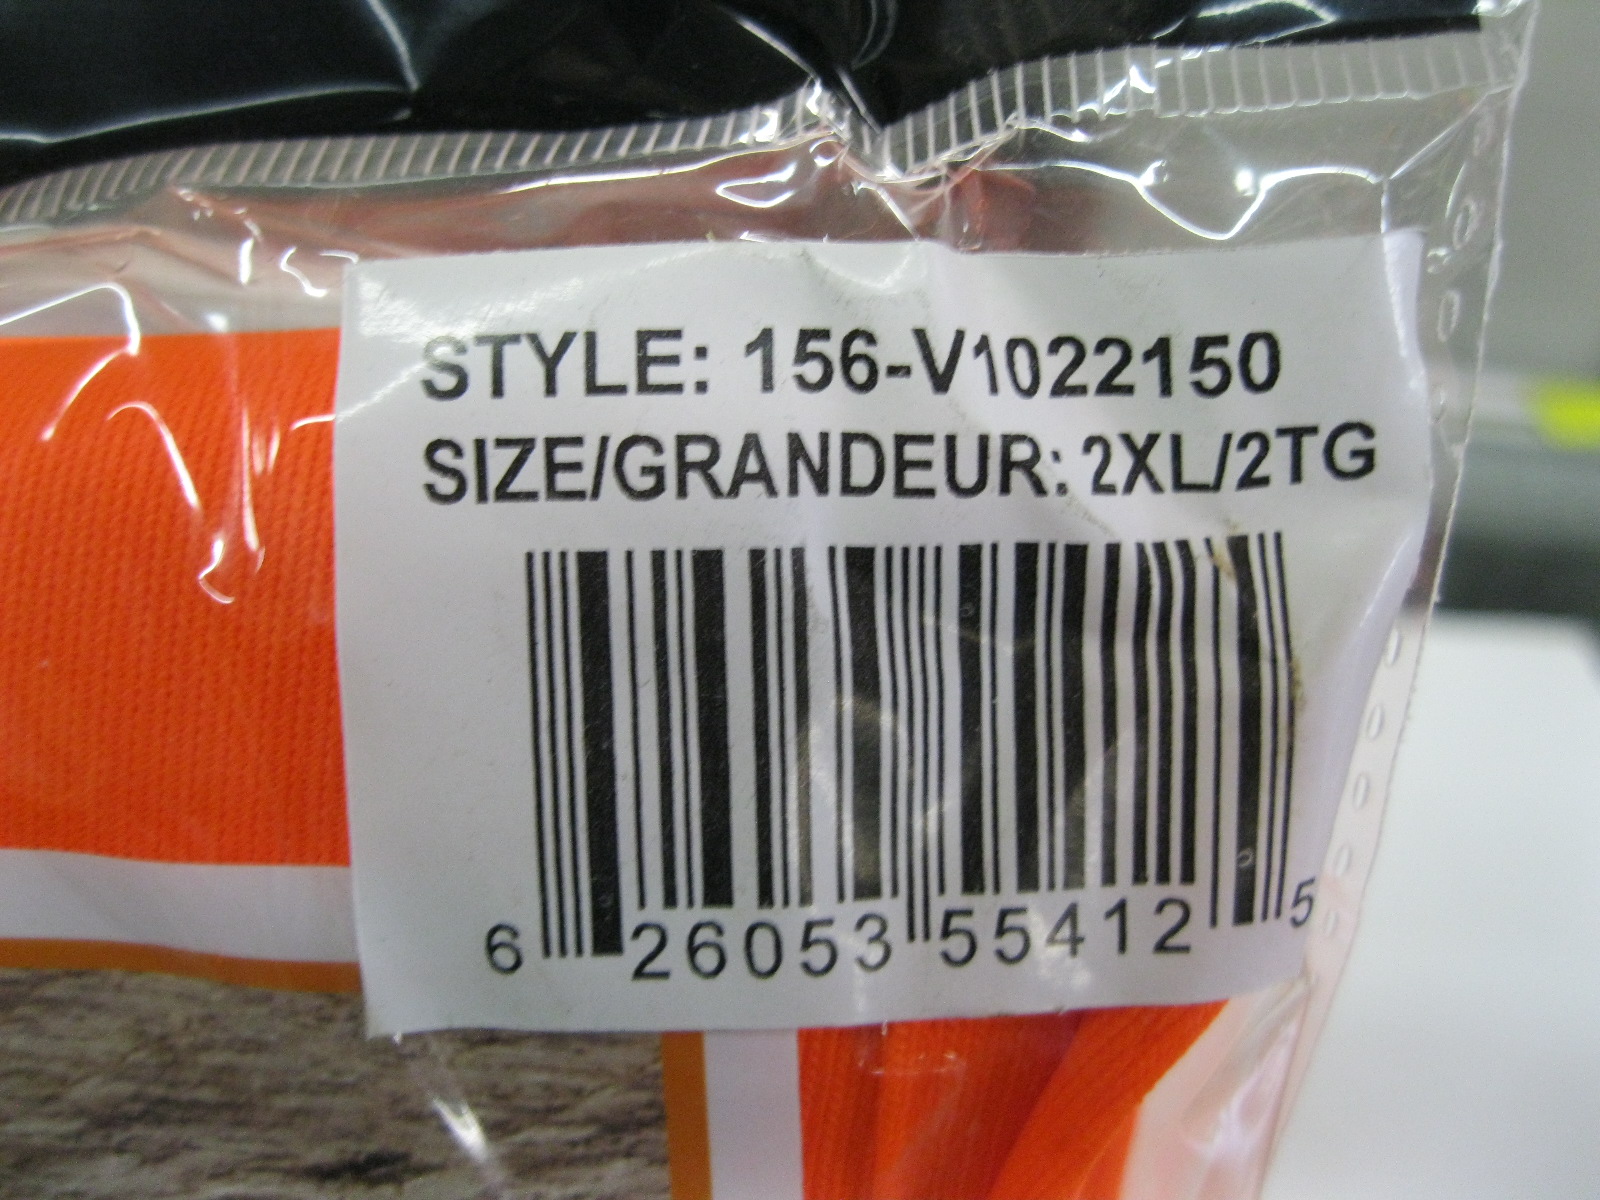 STYLE: 156-V1022150
SIZE/GRANDEUR: 2XL/2TG
6 26053 55412 5